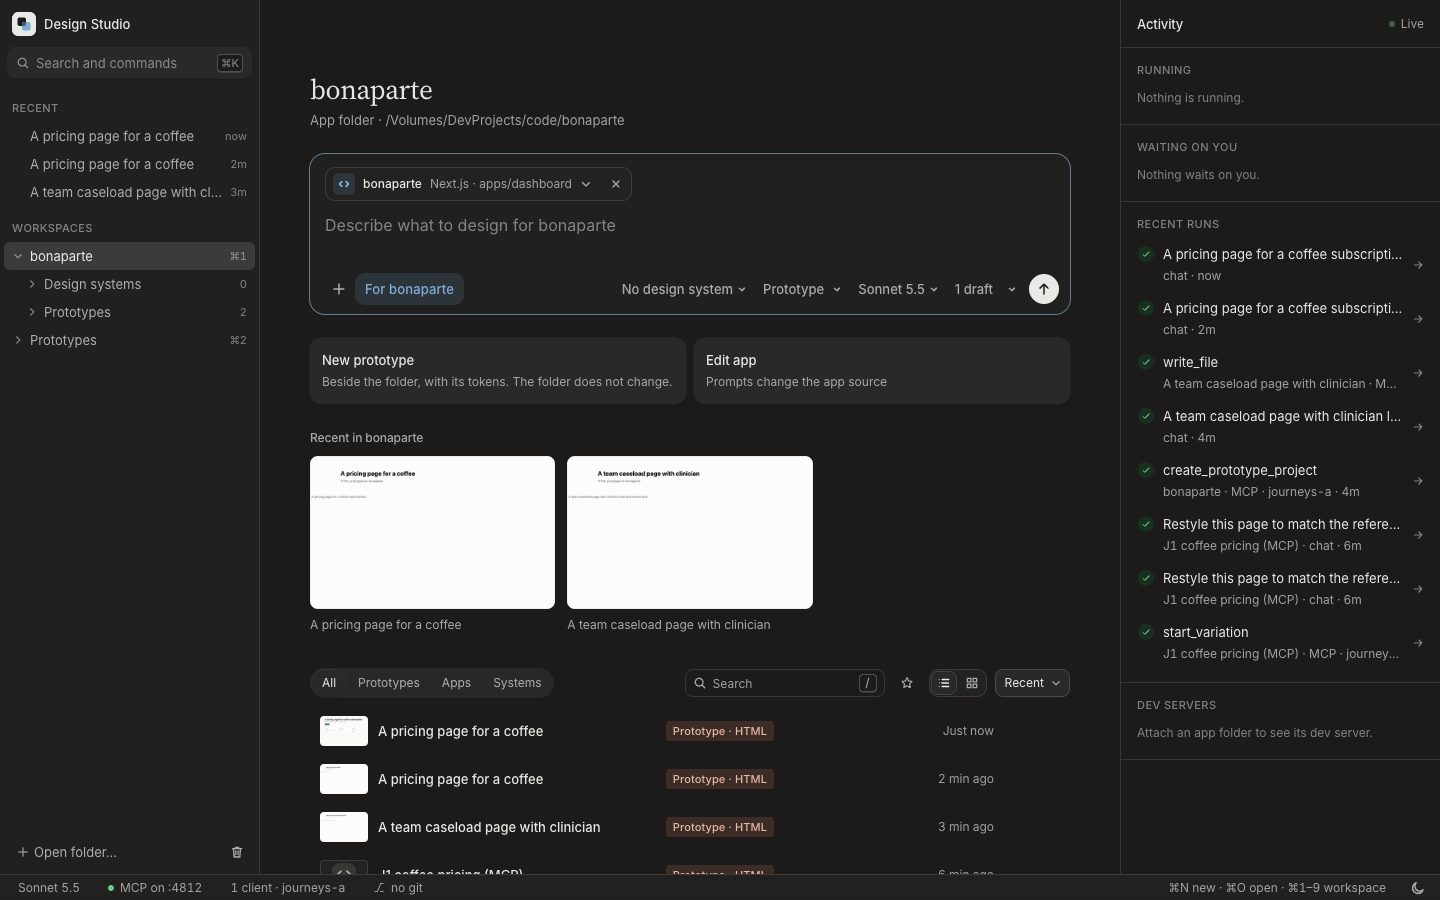 Design Studio
Search and commands ⌘K
RECENT
A pricing page for a coffee now
A pricing page for a coffee 2m
A team caseload page with cl... 3m
WORKSPACES
bonaparte ⌘1
Design systems 0
Prototypes 2
Prototypes ⌘2
Open folder...
bonaparte
App folder · /Volumes/DevProjects/code/bonaparte
bonaparte Next.js · apps/dashboard
Describe what to design for bonaparte
For bonaparte No design system Prototype Sonnet 5.5 1 draft
New prototype
Beside the folder, with its tokens. The folder does not change.
Edit app
Prompts change the app source
Recent in bonaparte
A pricing page for a coffee
A team caseload page with clinician
A pricing page for a coffee
A team caseload page with clinician
All Prototypes Apps Systems Search / Recent
A pricing page for a coffee Prototype · HTML Just now
A pricing page for a coffee Prototype · HTML 2 min ago
A team caseload page with clinician Prototype · HTML 3 min ago
J1 coffee pricing (MCP) Prototype · HTML 6 min ago
Activity Live
RUNNING
Nothing is running.
WAITING ON YOU
Nothing waits on you.
RECENT RUNS
A pricing page for a coffee subscripti...
chat · now
A pricing page for a coffee subscripti...
chat · 2m
write_file
A team caseload page with clinician · M...
A team caseload page with clinician l...
chat · 4m
create_prototype_project
bonaparte · MCP · journeys-a · 4m
Restyle this page to match the refere...
J1 coffee pricing (MCP) · chat · 6m
Restyle this page to match the refere...
J1 coffee pricing (MCP) · chat · 6m
start_variation
J1 coffee pricing (MCP) · MCP · journey...
DEV SERVERS
Attach an app folder to see its dev server.
Sonnet 5.5 MCP on :4812 1 client · journeys-a no git ⌘N new · ⌘O open · ⌘1–9 workspace